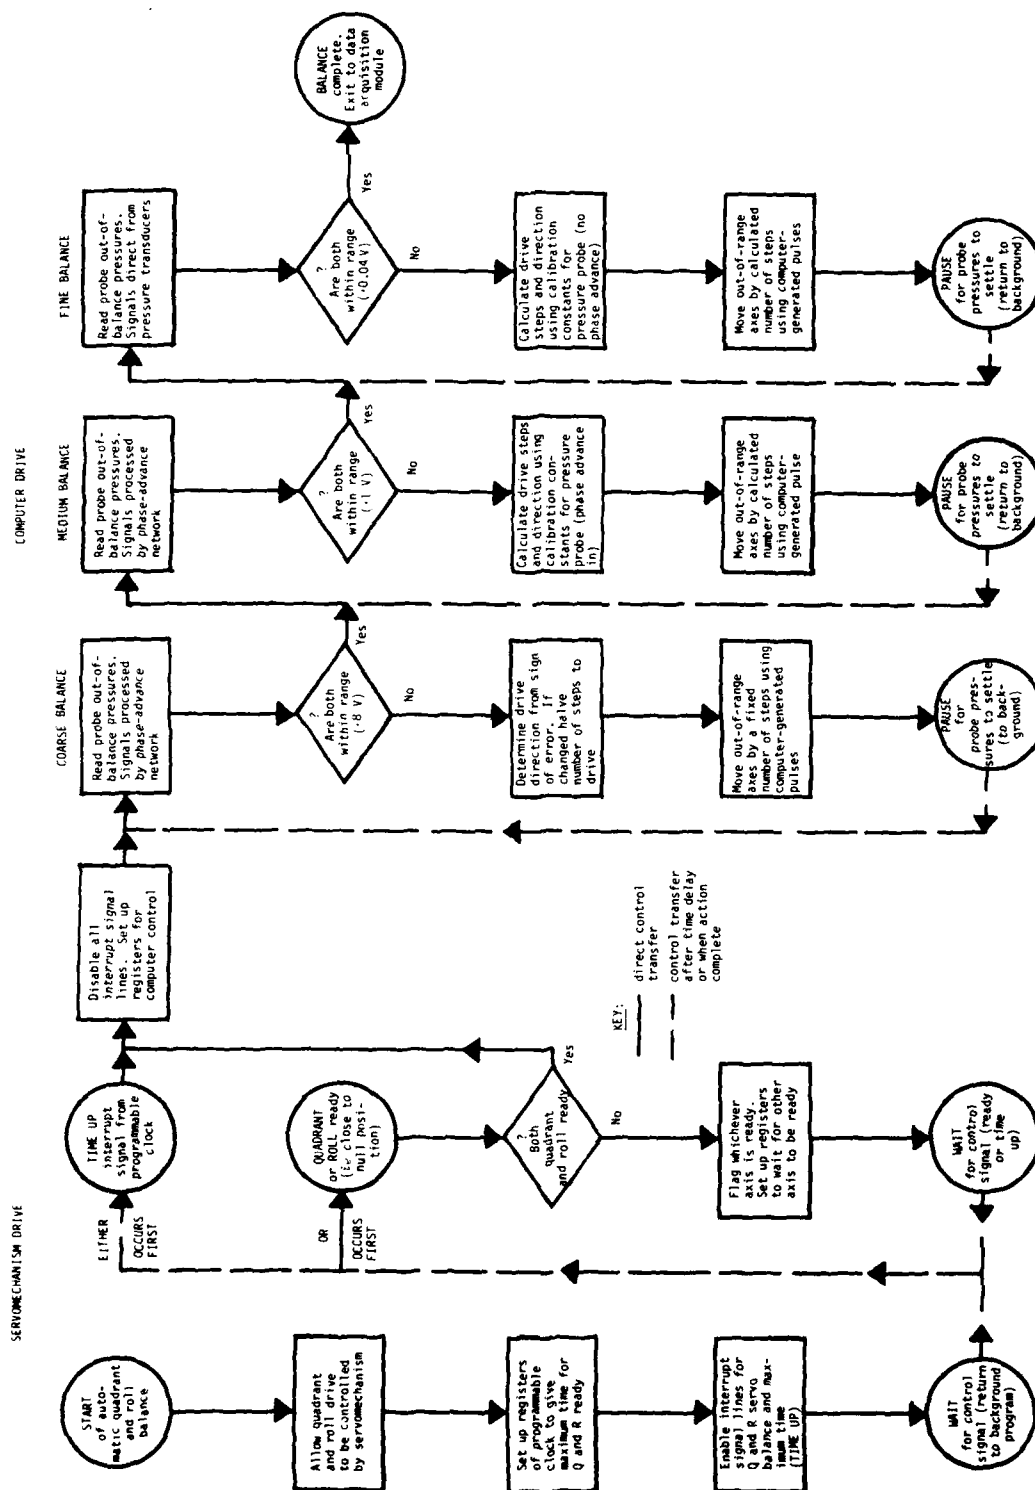 SERVOMECHANISM DRIVE
START
of auto-
matic quadrant
and roll
balance
Allow quadrant
and roll drive
to be controlled
by servomechanism
Set up registers
of programmable
clock to give
maximum time for
Q and R ready
Enable interrupt
signal lines for
Q and R servo
balance and max-
imum time
(TIME UP)
WAIT
for control
signal (return
to background
program)
EITHER
OCCURS
FIRST
OR
OCCURS
FIRST
TIME UP
interrupt
signal from
programmable
clock
QUADRANT
or ROLL ready
(ie close to
null posi-
tion)
?
Both
quadrant
and roll ready
Yes
No
Flag whichever
axis is ready.
Set up registers
to wait for other
axis to be ready
WAIT
for control
signal (ready
or time
up)
KEY:
direct control
transfer
control transfer
after time delay
or when action
complete
Disable all
interrupt signal
lines. Set up
registers for
computer control
COMPUTER DRIVE
COARSE BALANCE
Read probe out-of-
balance pressures.
Signals processed
by phase-advance
network
?
Are both
within range
(·8 V)
Yes
No
Determine drive
direction from sign
of error. If
changed halve
number of steps to
drive
Move out-of-range
axes by a fixed
number of steps using
computer-generated
pulses
PAUSE
for
probe pres-
sures to settle
(to back-
ground)
MEDIUM BALANCE
Read probe out-of-
balance pressures.
Signals processed
by phase-advance
network
?
Are both
within range
(·1 V)
Yes
No
Calculate drive steps
and direction using
calibration con-
stants for pressure
probe (phase advance
in)
Move out-of-range
axes by calculated
number of steps
using computer-
generated pulse
PAUSE
for probe
pressures to
settle
(return to
background)
FINE BALANCE
Read probe out-of-
balance pressures.
Signals direct from
pressure transducers
?
Are both
within range
(·0.04 V)
Yes
No
Calculate drive
steps and direction
using calibration
constants for
pressure probe (no
phase advance)
Move out-of-range
axes by calculated
number of steps
using computer-
generated pulses
PAUSE
for probe
pressures to
settle
(return to
background)
BALANCE
complete.
Exit to data
acquisition
module